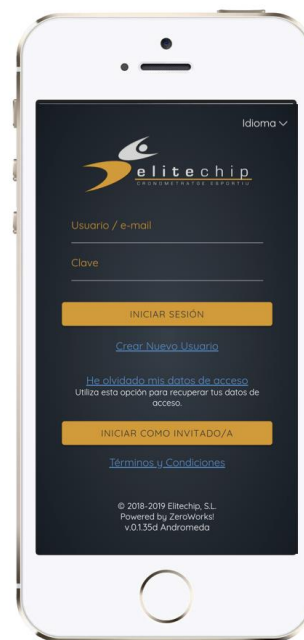 Idioma
elitechip
CRONOMETRATGE ESPORTIU
Usuario / e-mail
Clave
INICIAR SESIÓN
Crear Nuevo Usuario
He olvidado mis datos de acceso
Utiliza esta opción para recuperar tus datos de
acceso.
INICIAR COMO INVITADO/A
Términos y Condiciones
© 2018-2019 Elitechip, S.L.
Powered by ZeroWorks!
v.0.1.35d Andromeda